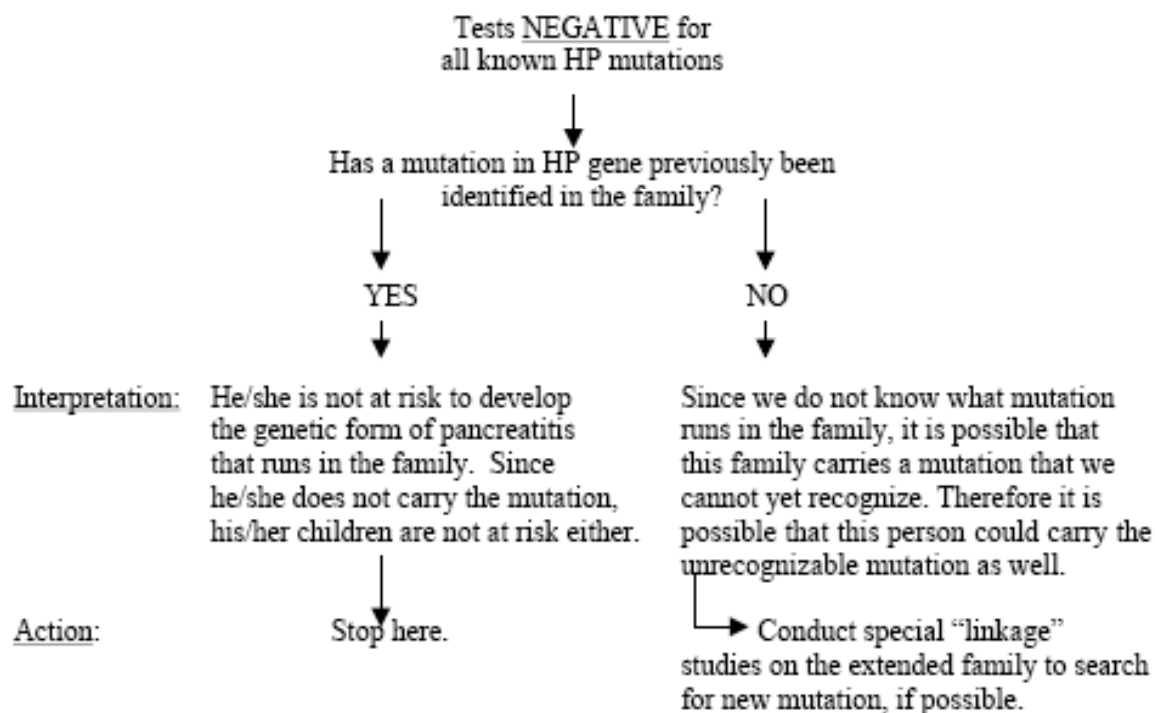 Tests NEGATIVE for
all known HP mutations
Has a mutation in HP gene previously been
identified in the family?
YES
NO
Interpretation:
He/she is not at risk to develop
the genetic form of pancreatitis
that runs in the family.  Since
he/she does not carry the mutation,
his/her children are not at risk either.
Since we do not know what mutation
runs in the family, it is possible that
this family carries a mutation that we
cannot yet recognize. Therefore it is
possible that this person could carry the
unrecognizable mutation as well.
Action:
Stop here.
Conduct special “linkage”
studies on the extended family to search
for new mutation, if possible.